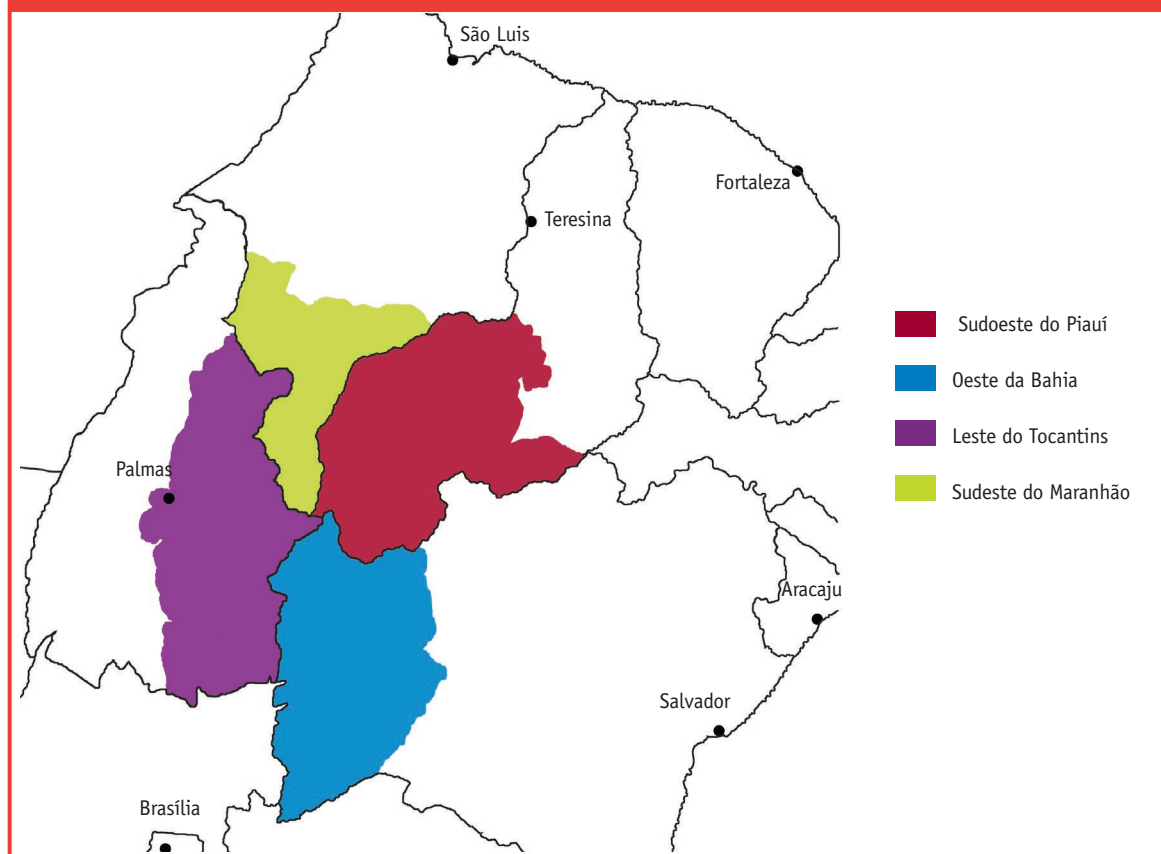 São Luis
Fortaleza
Teresina
Sudoeste do Piauí
Oeste da Bahia
Leste do Tocantins
Palmas
Sudeste do Maranhão
Aracaju
Salvador
Brasília